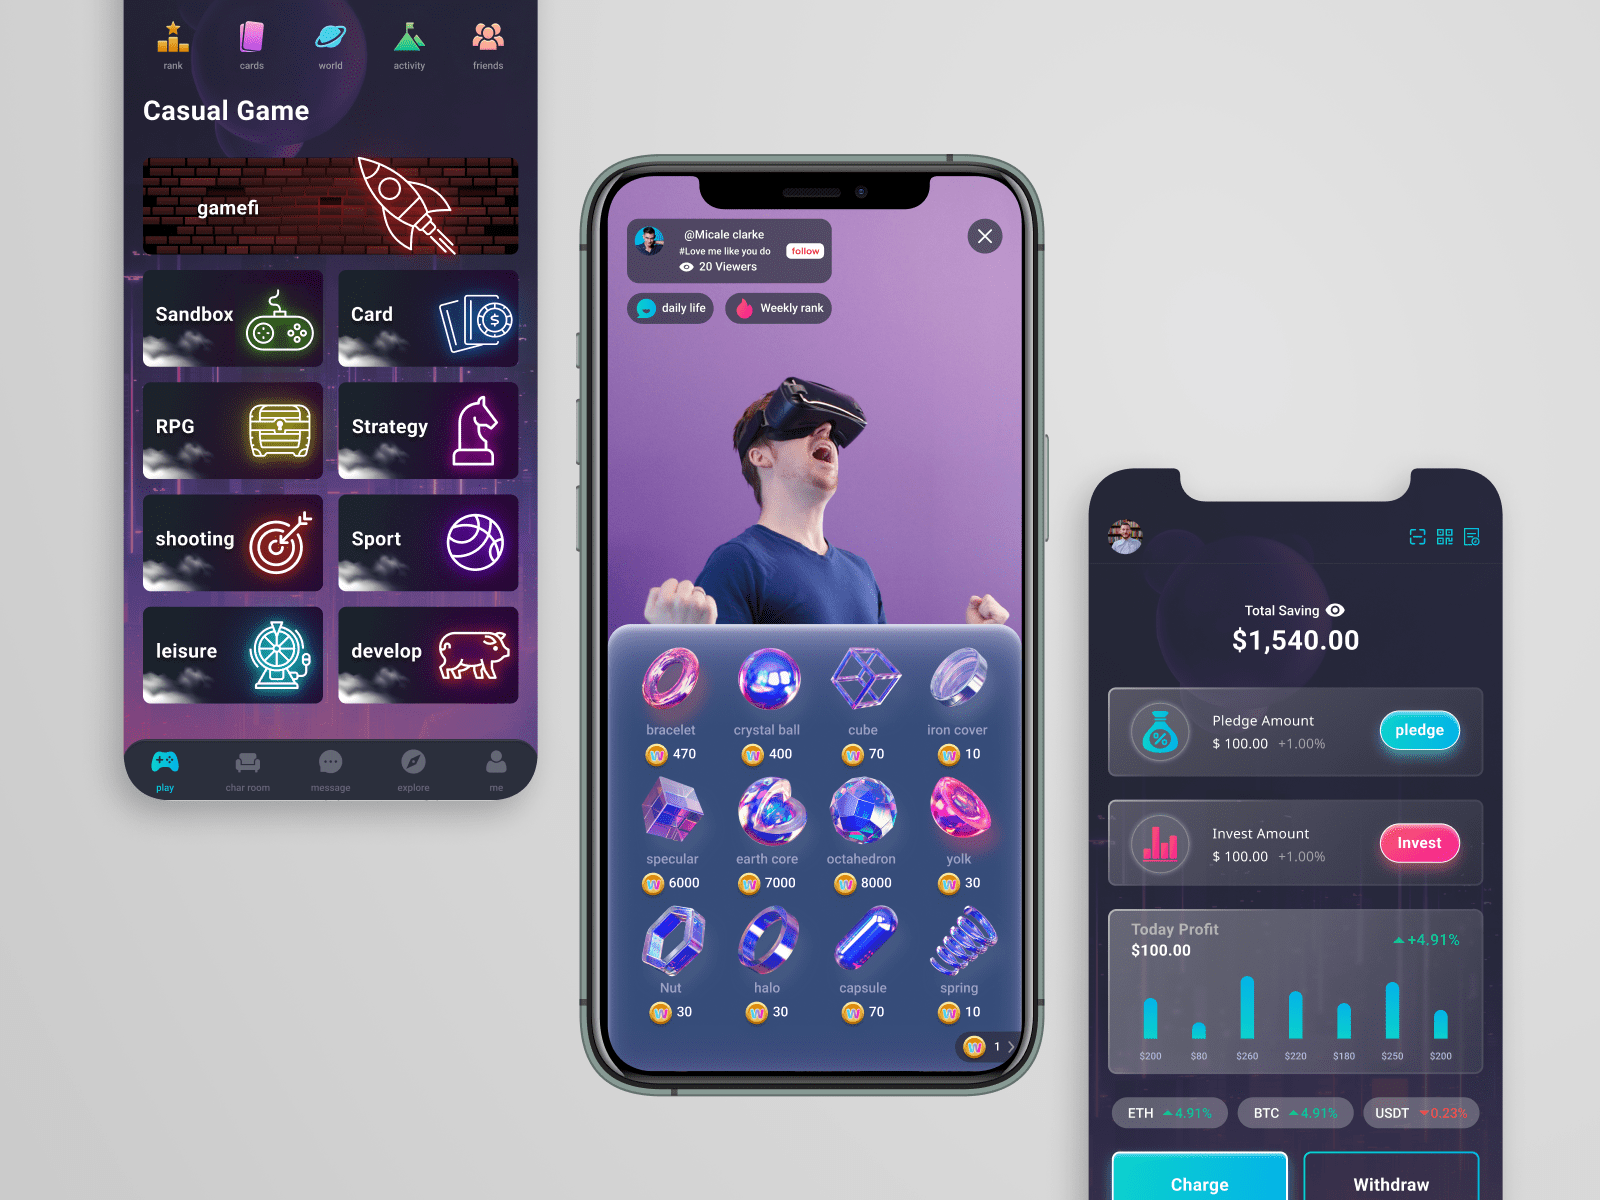 rank
cards
world
activity
friends
Casual Game
gamefi
Sandbox
Card
RPG
Strategy
shooting
Sport
leisure
develop
play
char room
message
explore
me
@Micale clarke
#Love me like you do
20 Viewers
follow
daily life
Weekly rank
bracelet
crystal ball
cube
iron cover
470
400
70
10
specular
earth core
octahedron
yolk
6000
7000
8000
30
Nut
halo
capsule
spring
30
30
70
10
1
Total Saving
$1,540.00
Pledge Amount
$ 100.00 +1.00%
pledge
Invest Amount
$ 100.00 +1.00%
Invest
Today Profit
$100.00
+4.91%
$200
$80
$260
$220
$180
$250
$200
ETH 4.91%
BTC 4.91%
USDT 0.23%
Charge
Withdraw